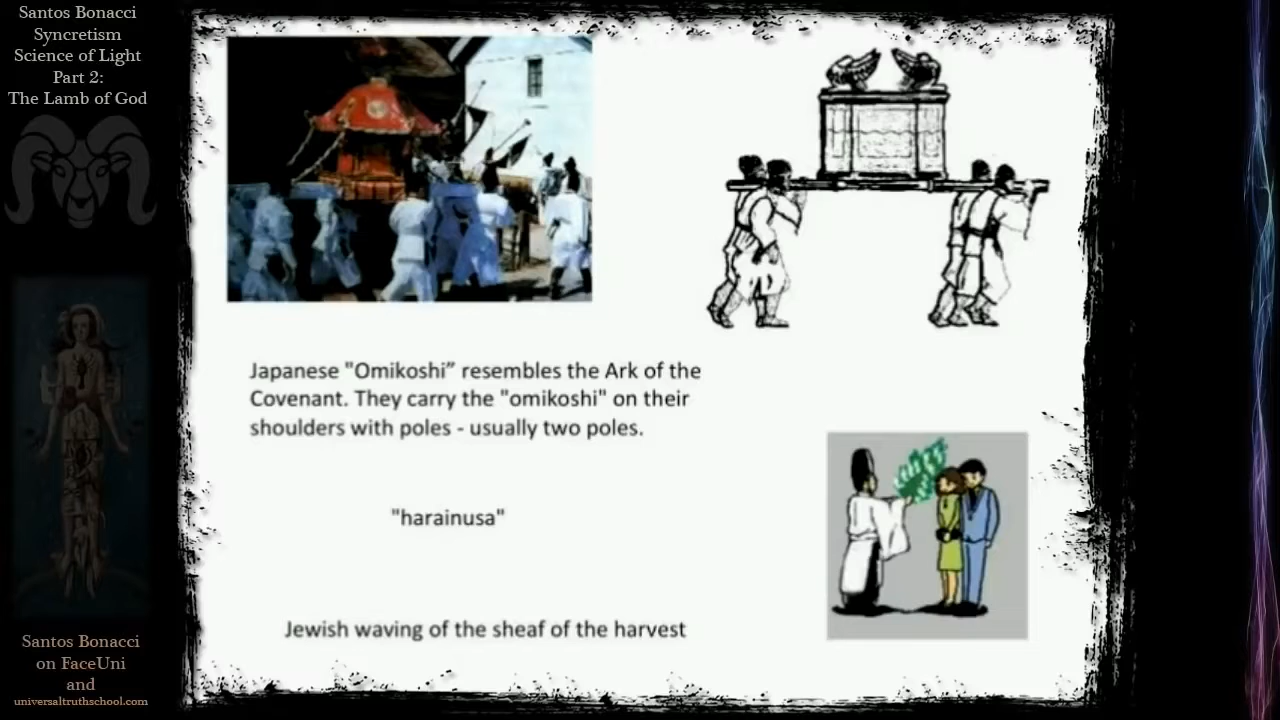 Santos Bonacci
Syncretism
Science of Light
Part 2:
The Lamb of God
Japanese "Omikoshi” resembles the Ark of the
Covenant. They carry the "omikoshi" on their
shoulders with poles - usually two poles.
"harainusa"
Jewish waving of the sheaf of the harvest
Santos Bonacci
on FaceUni
and
universaltruthschool.com